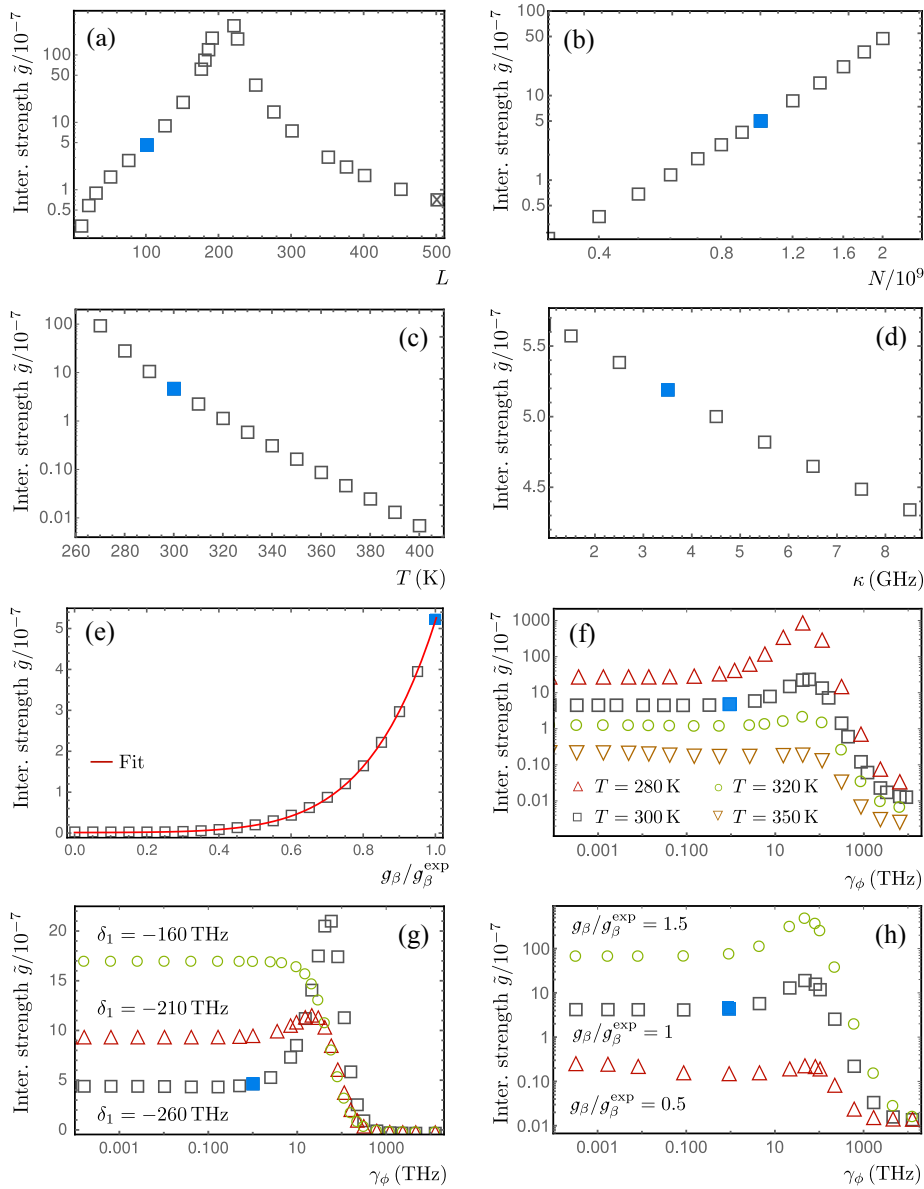 (a)
Inter. strength g̃/10⁻⁷
100
50
10
5
1
0.5
100 200 300 400 500
L
(b)
Inter. strength g̃/10⁻⁷
50
10
5
1
0.5
0.4 0.8 1.2 1.6 2
N/10⁹
(c)
Inter. strength g̃/10⁻⁷
100
10
1
0.10
0.01
260 280 300 320 340 360 380 400
T (K)
(d)
Inter. strength g̃/10⁻⁷
5.5
5.0
4.5
2 3 4 5 6 7 8
κ (GHz)
(e)
Inter. strength g̃/10⁻⁷
5
4
3
2
1
0
Fit
0.0 0.2 0.4 0.6 0.8 1.0
g_β/g_β^exp
(f)
Inter. strength g̃/10⁻⁷
1000
100
10
1
0.10
0.01
T = 280 K T = 320 K
T = 300 K T = 350 K
0.001 0.100 10 1000
γ_ϕ (THz)
(g)
Inter. strength g̃/10⁻⁷
20
15
10
5
0
δ₁ = −160 THz
δ₁ = −210 THz
δ₁ = −260 THz
0.001 0.100 10 1000
γ_ϕ (THz)
(h)
Inter. strength g̃/10⁻⁷
100
10
1
0.10
0.01
g_β/g_β^exp = 1.5
g_β/g_β^exp = 1
g_β/g_β^exp = 0.5
0.001 0.100 10 1000
γ_ϕ (THz)